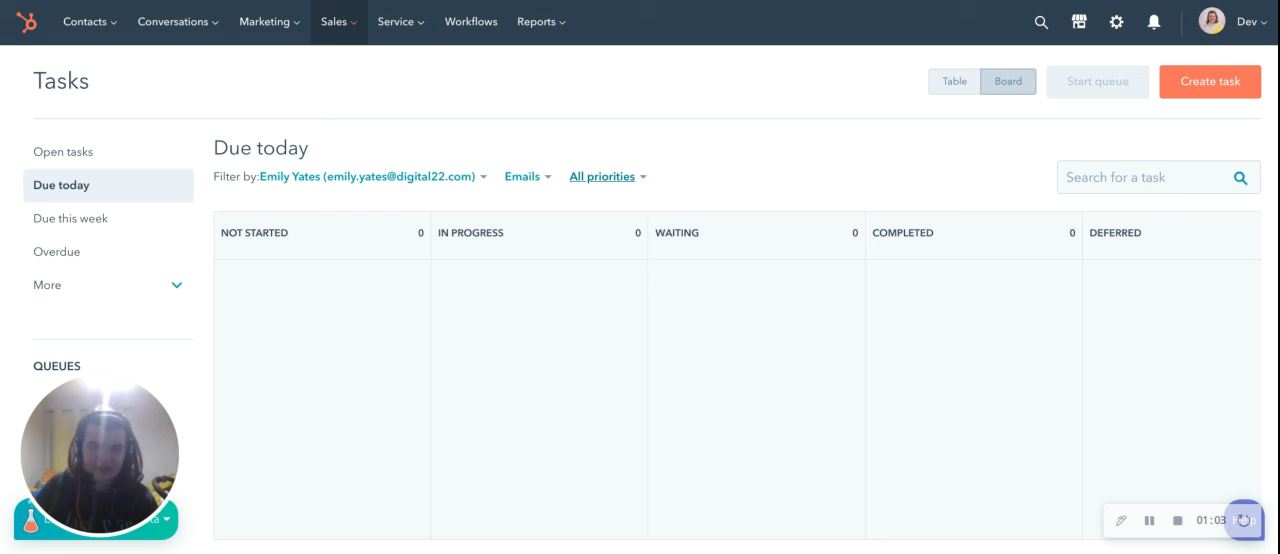 Contacts Conversations Marketing Sales Service Workflows Reports Dev
Tasks
Table Board Start queue Create task
Open tasks
Due today
Due this week
Overdue
More
QUEUES
Due today
Filter by: Emily Yates (emily.yates@digital22.com) Emails All priorities
Search for a task
NOT STARTED 0 IN PROGRESS 0 WAITING 0 COMPLETED 0 DEFERRED
01:03 Help